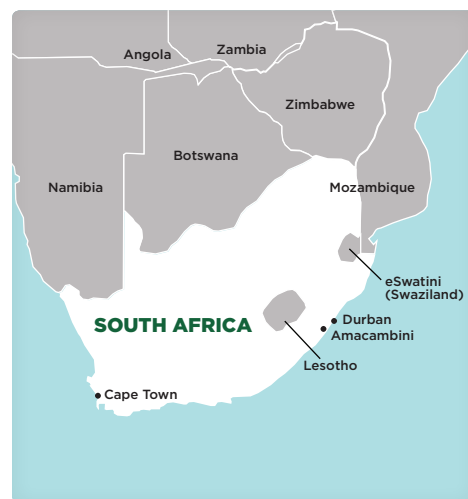 Angola
Zambia
Zimbabwe
Botswana
Namibia
Mozambique
eSwatini
(Swaziland)
SOUTH AFRICA
Durban
Amacambini
Lesotho
Cape Town